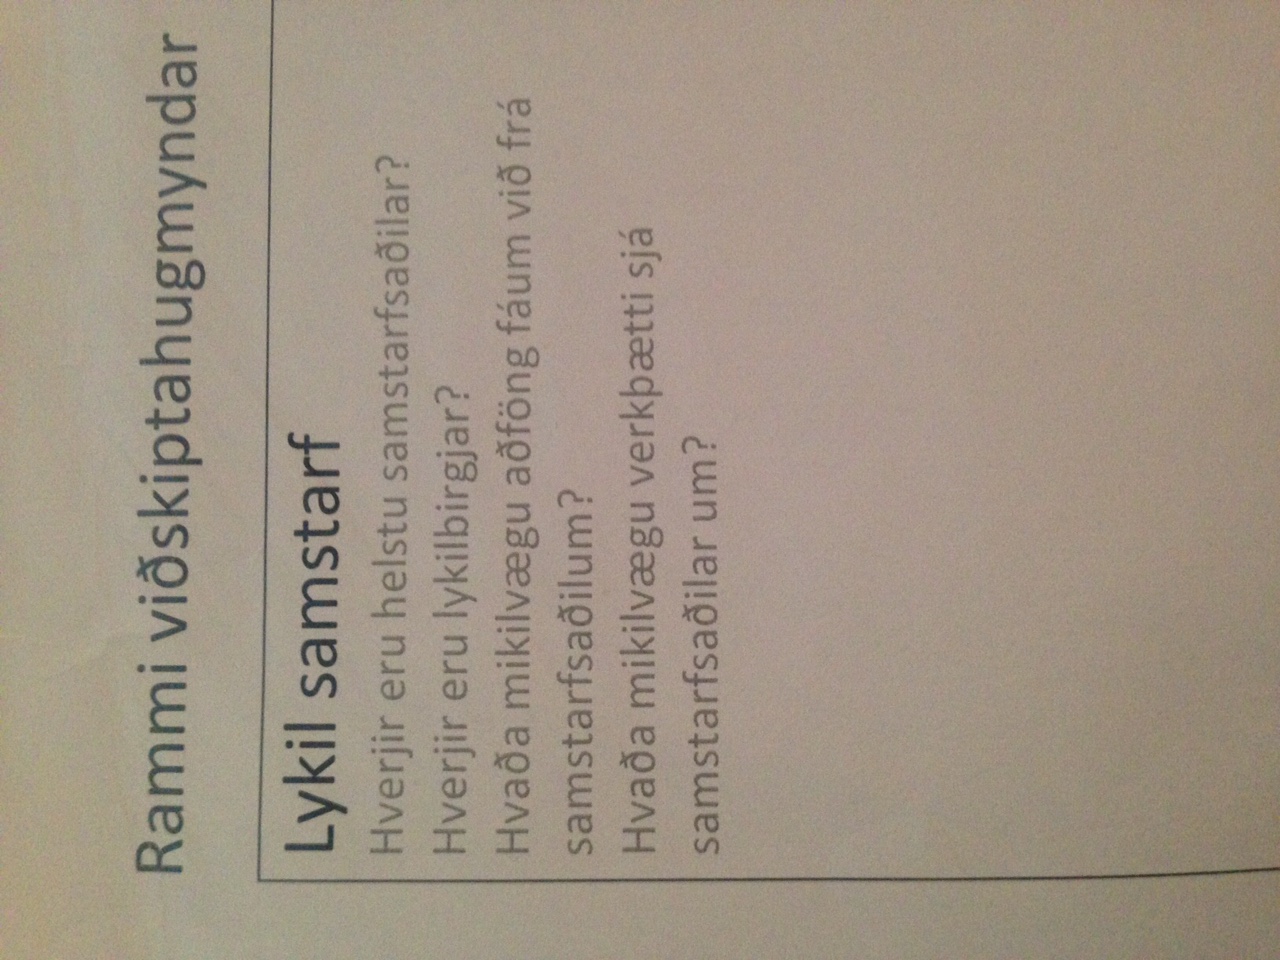 Rammi viðskiptahugmyndar
Lykil samstarf
Hverjir eru helstu samstarfsaðilar?
Hverjir eru lykilbirgjar?
Hvaða mikilvægu aðföng fáum við frá
samstarfsaðilum?
Hvaða mikilvægu verkþætti sjá
samstarfsaðilar um?